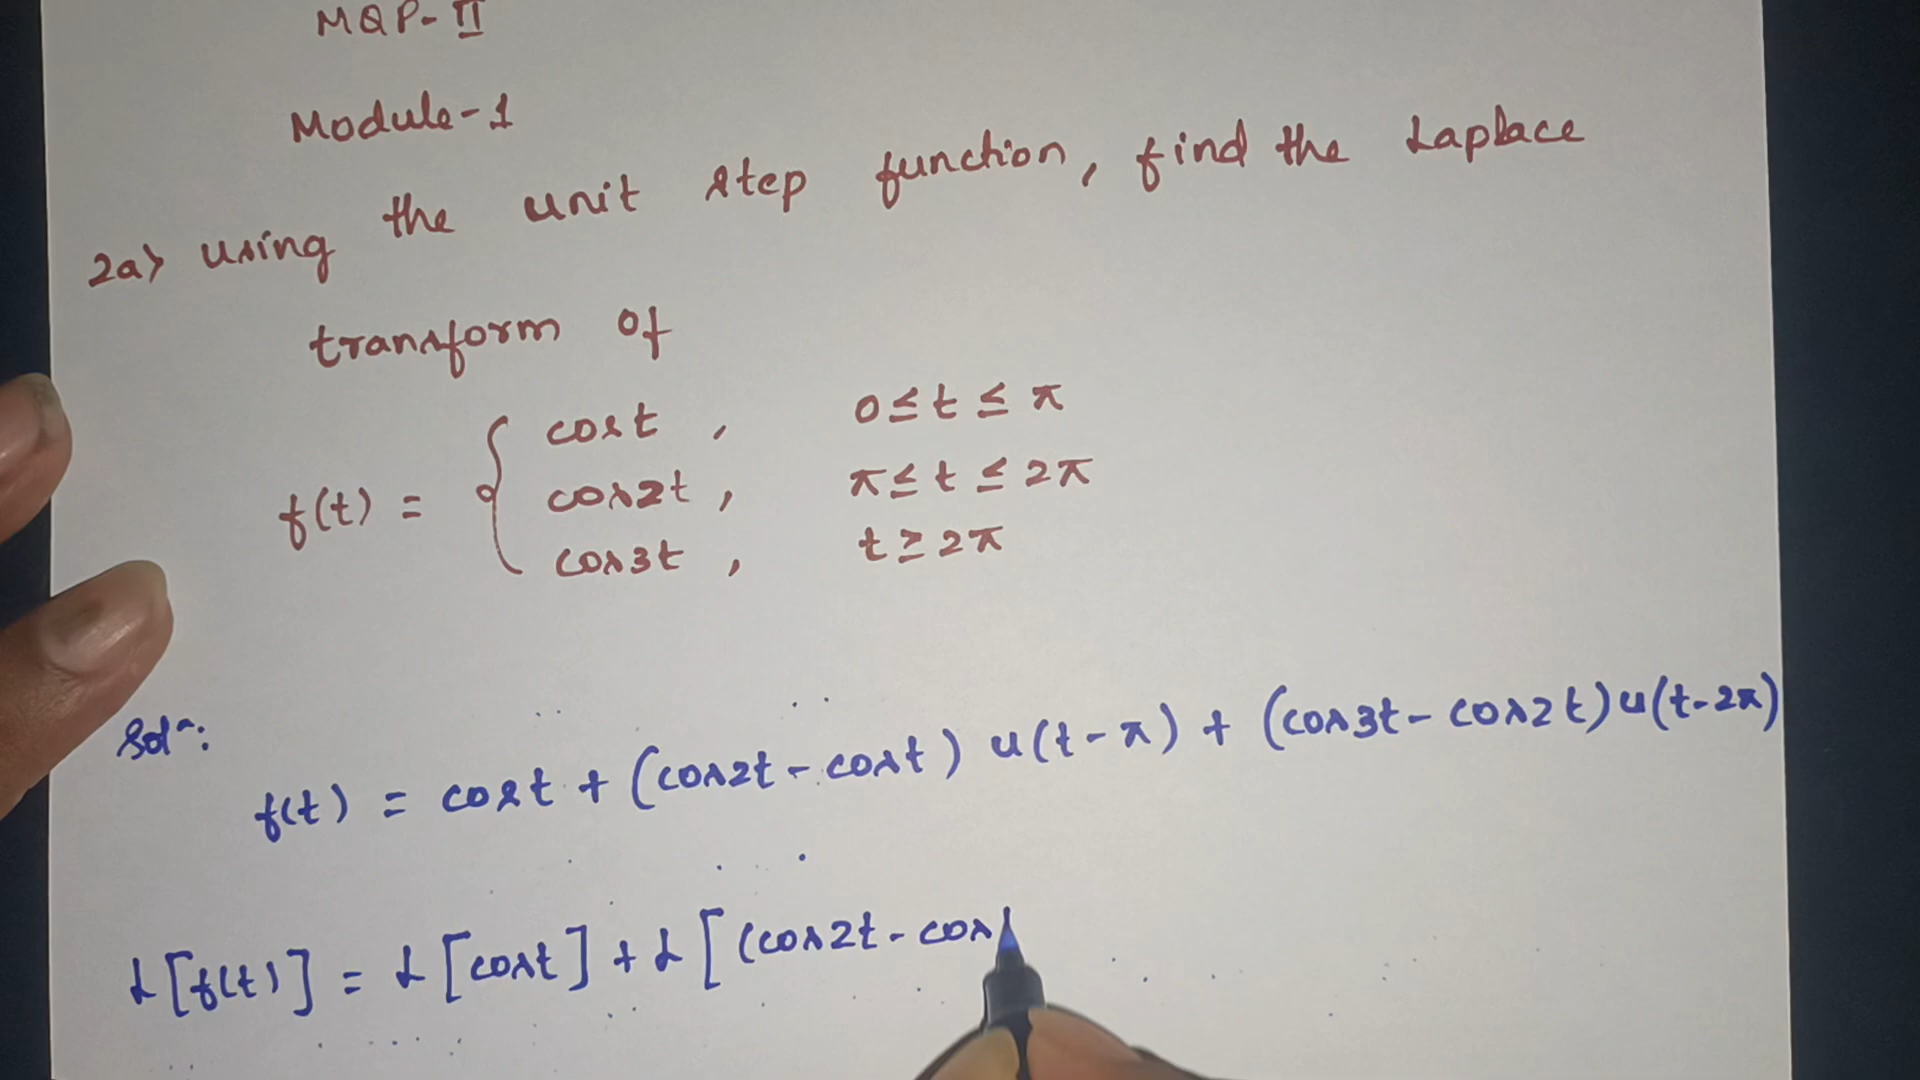 MQP-II
Module-1
2a) using the unit step function, find the Laplace
transform of
f(t) = { cost , 0≤t≤π
cos2t , π≤t≤2π
cos3t , t≥2π
Solⁿ:
f(t) = cost + (cos2t - cost) u(t-π) + (cos3t - cos2t) u(t-2π)
L[f(t)] = L[cost] + L[(cos2t - cos